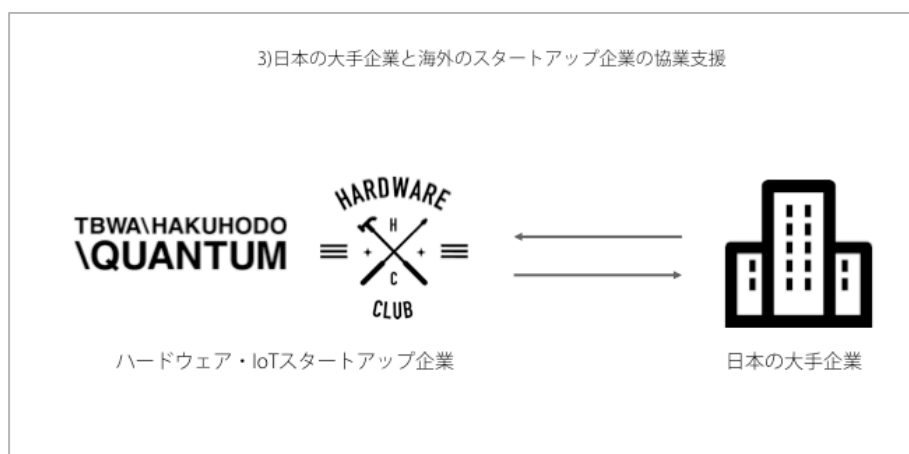 3)日本の大手企業と海外のスタートアップ企業の協業支援
TBWA\HAKUHODO
\QUANTUM
HARDWARE
H
C
CLUB
ハードウェア・IoTスタートアップ企業
日本の大手企業